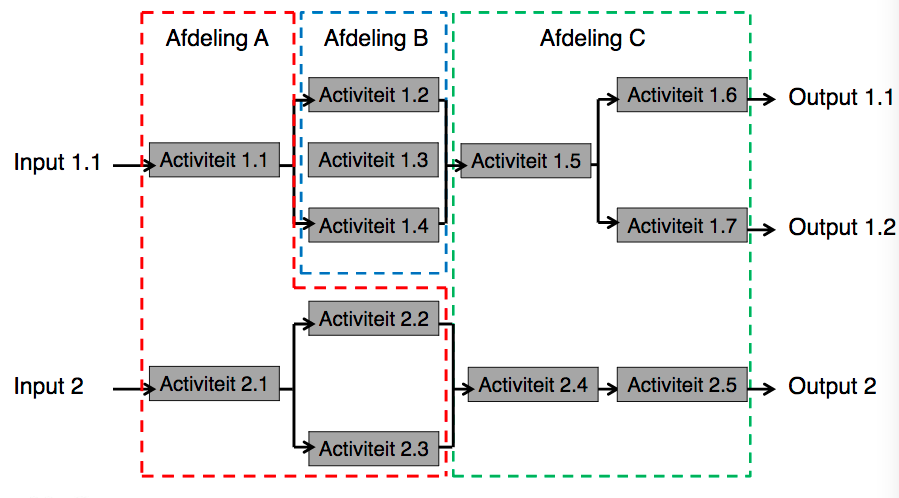 Afdeling A
Afdeling B
Afdeling C
Activiteit 1.2
Activiteit 1.6
Output 1.1
Input 1.1
Activiteit 1.1
Activiteit 1.3
Activiteit 1.5
Activiteit 1.4
Activiteit 1.7
Output 1.2
Activiteit 2.2
Input 2
Activiteit 2.1
Activiteit 2.4
Activiteit 2.5
Output 2
Activiteit 2.3